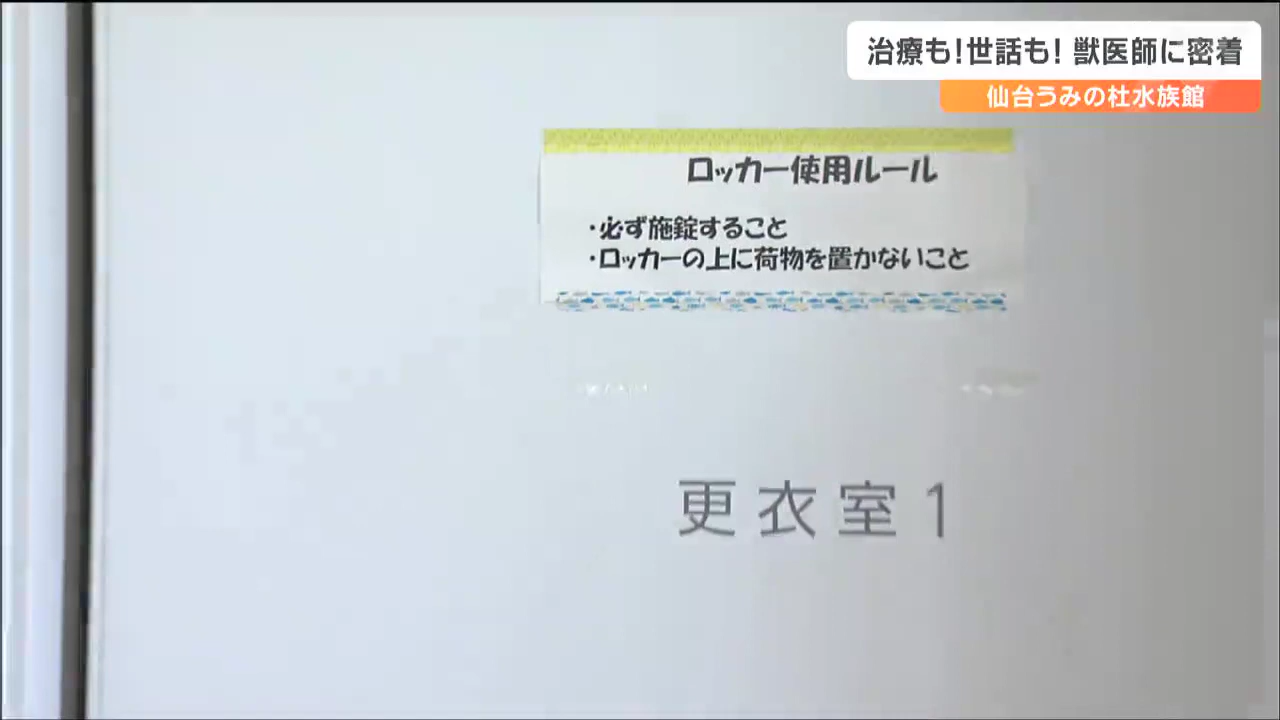 治療も!世話も! 獣医師に密着
仙台うみの杜水族館
ロッカー使用ルール
・必ず施錠すること
・ロッカーの上に荷物を置かないこと
更衣室1